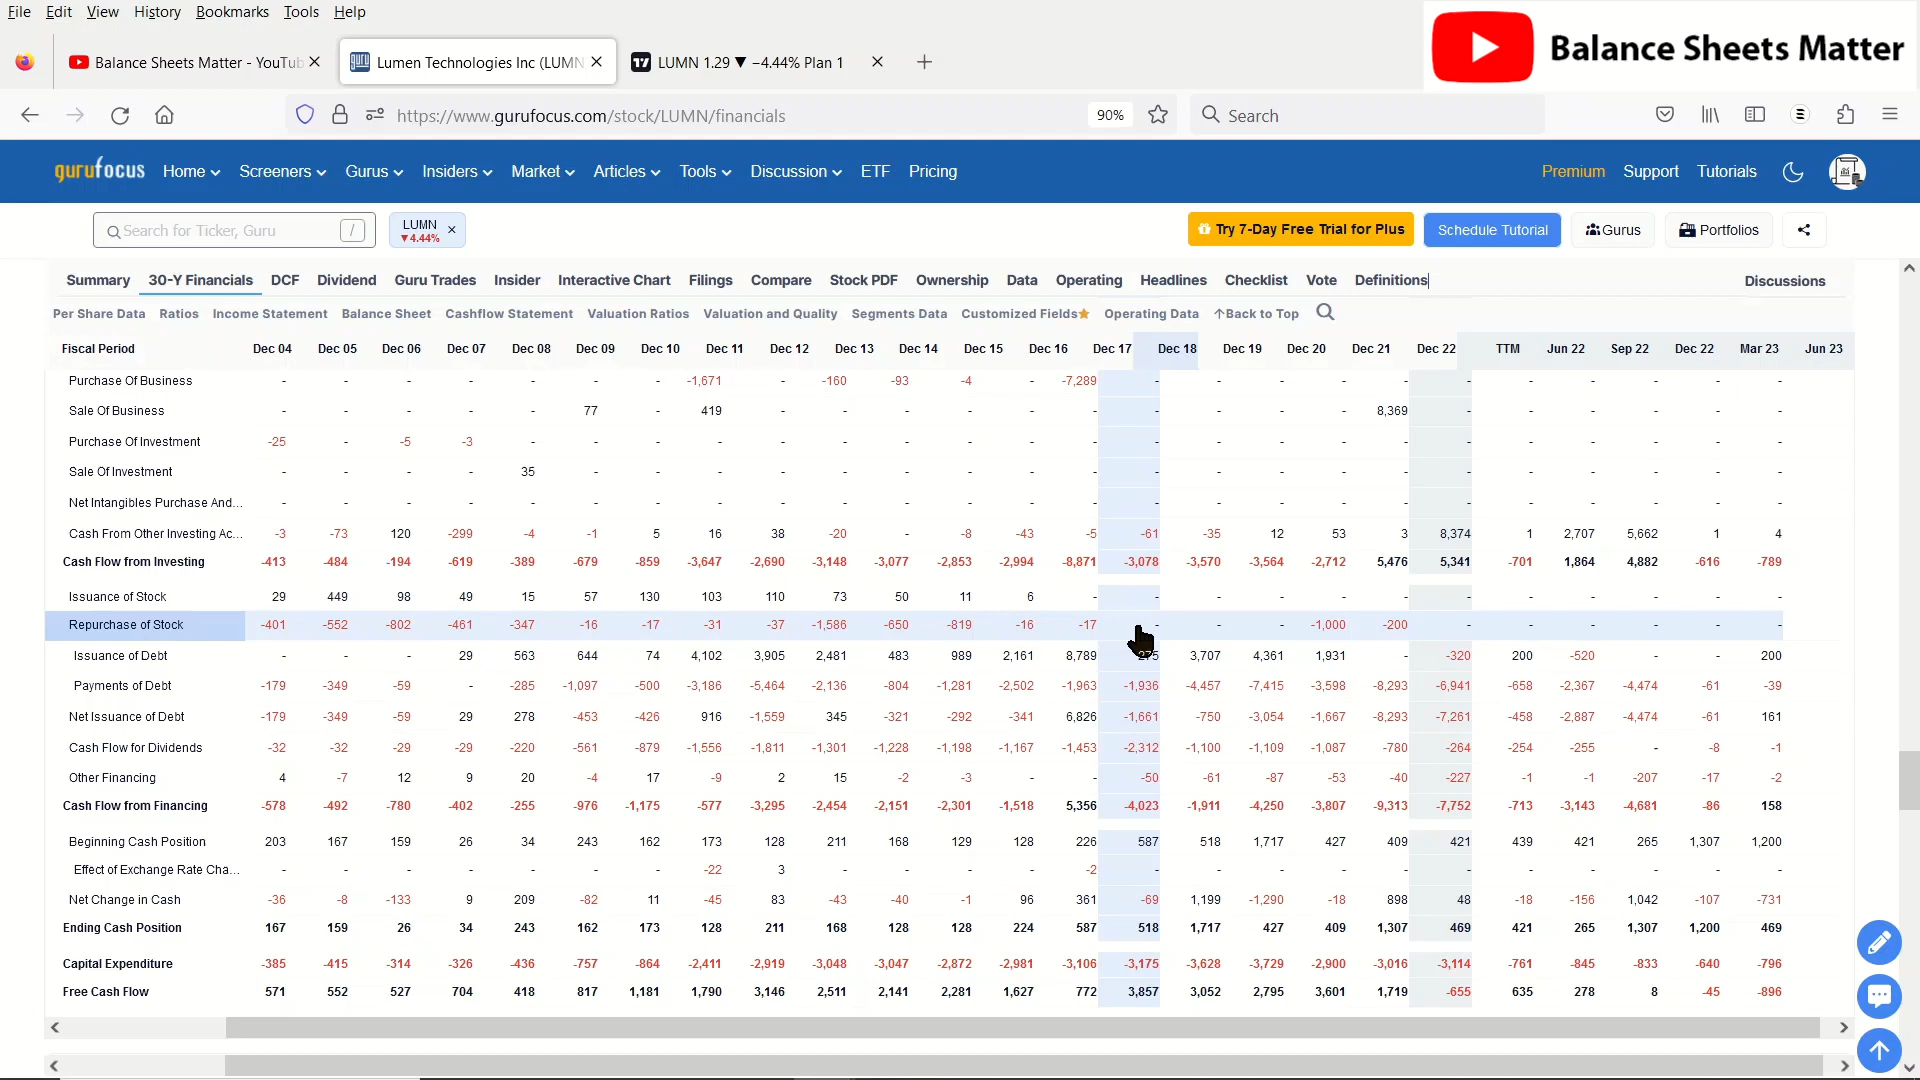 File Edit View History Bookmarks Tools Help
Balance Sheets Matter
Balance Sheets Matter - YouTub
Lumen Technologies Inc (LUMN
LUMN 1.29 ▼ −4.44% Plan 1
https://www.gurufocus.com/stock/LUMN/financials 90% Search
gurufocus Home Screeners Gurus Insiders Market Articles Tools Discussion ETF Pricing Premium Support Tutorials
Search for Ticker, Guru / LUMN ▼4.44% Try 7-Day Free Trial for Plus Schedule Tutorial Gurus Portfolios
Summary 30-Y Financials DCF Dividend Guru Trades Insider Interactive Chart Filings Compare Stock PDF Ownership Data Operating Headlines Checklist Vote Definitions Discussions
Per Share Data Ratios Income Statement Balance Sheet Cashflow Statement Valuation Ratios Valuation and Quality Segments Data Customized Fields Operating Data ↑Back to Top
Fiscal Period Dec 04 Dec 05 Dec 06 Dec 07 Dec 08 Dec 09 Dec 10 Dec 11 Dec 12 Dec 13 Dec 14 Dec 15 Dec 16 Dec 17 Dec 18 Dec 19 Dec 20 Dec 21 Dec 22 TTM Jun 22 Sep 22 Dec 22 Mar 23 Jun 23
Purchase Of Business - - - - - - - -1,671 - -160 -93 -4 - -7,289 - - - - - - - - - - -
Sale Of Business - - - - - 77 - 419 - - - - - - - - - - 8,369 - - - - - -
Purchase Of Investment -25 - -5 -3 - - - - - - - - - - - - - - - - - - - - -
Sale Of Investment - - - - 35 - - - - - - - - - - - - - - - - - - - -
Net Intangibles Purchase And... - - - - - - - - - - - - - - - - - - - - - - - - -
Cash From Other Investing Ac... -3 -73 120 -299 -4 -1 5 16 38 -20 - -8 -43 -5 -61 -35 12 53 3 8,374 1 2,707 5,662 1 4
Cash Flow from Investing -413 -484 -194 -619 -389 -679 -859 -3,647 -2,690 -3,148 -3,077 -2,853 -2,994 -8,871 -3,078 -3,570 -3,564 -2,712 5,476 5,341 -701 1,864 4,882 -616 -789
Issuance of Stock 29 449 98 49 15 57 130 103 110 73 50 11 6 - - - - - - - - - - - -
Repurchase of Stock -401 -552 -802 -461 -347 -16 -17 -31 -37 -1,586 -650 -819 -16 -17 - - - -1,000 -200 - - - - - -
Issuance of Debt - - - 29 563 644 74 4,102 3,905 2,481 483 989 2,161 8,789 3,707 4,361 1,931 - -320 200 -520 - - 200
Payments of Debt -179 -349 -59 - -285 -1,097 -500 -3,186 -5,464 -2,136 -804 -1,281 -2,502 -1,963 -1,936 -4,457 -7,415 -3,598 -8,293 -6,941 -658 -2,367 -4,474 -61 -39
Net Issuance of Debt -179 -349 -59 29 278 -453 -426 916 -1,559 345 -321 -292 -341 6,826 -1,661 -750 -3,054 -1,667 -8,293 -7,261 -458 -2,887 -4,474 -61 161
Cash Flow for Dividends -32 -32 -29 -29 -220 -561 -879 -1,556 -1,811 -1,301 -1,228 -1,198 -1,167 -1,453 -2,312 -1,100 -1,109 -1,087 -780 -264 -254 -255 - -8 -1
Other Financing 4 -7 12 9 20 -4 17 -9 2 15 -2 -3 - - -50 -61 -87 -53 -40 -227 -1 -1 -207 -17 -2
Cash Flow from Financing -578 -492 -780 -402 -255 -976 -1,175 -577 -3,295 -2,454 -2,151 -2,301 -1,518 5,356 -4,023 -1,911 -4,250 -3,807 -9,313 -7,752 -713 -3,143 -4,681 -86 158
Beginning Cash Position 203 167 159 26 34 243 162 173 128 211 168 129 128 226 587 518 1,717 427 409 421 439 421 265 1,307 1,200
Effect of Exchange Rate Cha... - - - - - - - -22 3 - - - - -2 - - - - - - - - - - -
Net Change in Cash -36 -8 -133 9 209 -82 11 -45 83 -43 -40 -1 96 361 -69 1,199 -1,290 -18 898 48 -18 -156 1,042 -107 -731
Ending Cash Position 167 159 26 34 243 162 173 128 211 168 128 128 224 587 518 1,717 427 409 1,307 469 421 265 1,307 1,200 469
Capital Expenditure -385 -415 -314 -326 -436 -757 -864 -2,411 -2,919 -3,048 -3,047 -2,872 -2,981 -3,106 -3,175 -3,628 -3,729 -2,900 -3,016 -3,114 -761 -845 -833 -640 -796
Free Cash Flow 571 552 527 704 418 817 1,181 1,790 3,146 2,511 2,141 2,281 1,627 772 3,857 3,052 2,795 3,601 1,719 -655 635 278 8 -45 -896